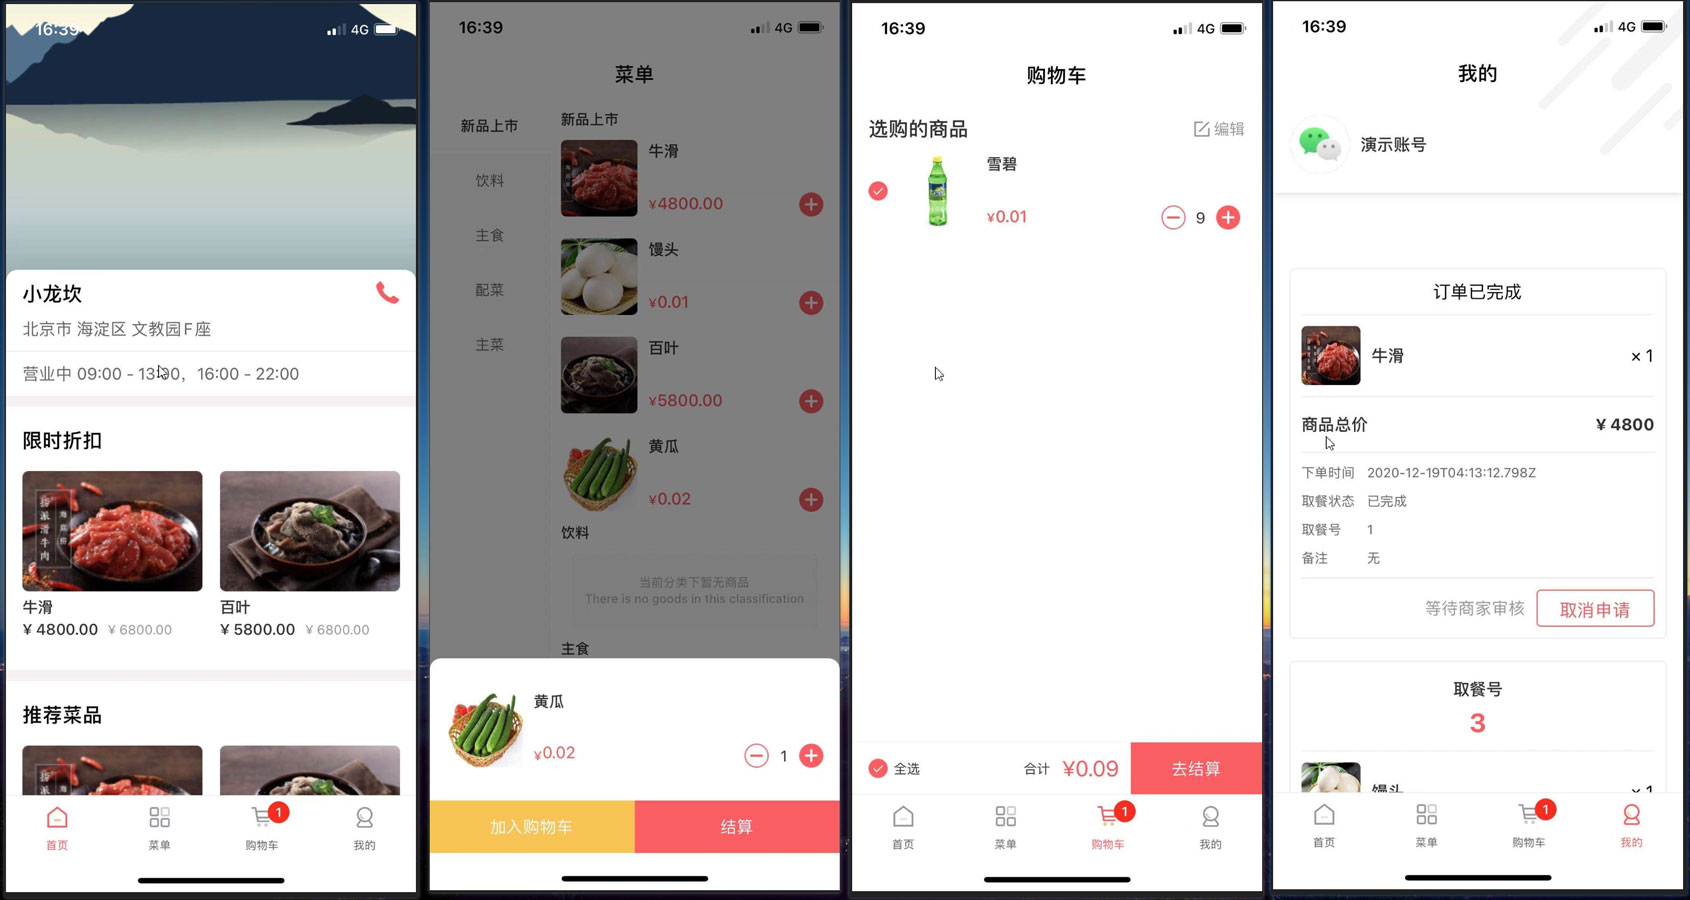 16:39
4G
小龙坎
北京市 海淀区 文教园F座
营业中 09:00 - 13:00，16:00 - 22:00
限时折扣
捞派滑牛肉
海底捞
牛滑
¥ 4800.00 ¥ 6800.00
百叶
¥ 5800.00 ¥ 6800.00
推荐菜品
首页
菜单
1
购物车
我的
16:39
4G
菜单
新品上市
饮料
主食
配菜
主菜
新品上市
牛滑
¥4800.00
馒头
¥0.01
百叶
¥5800.00
黄瓜
¥0.02
饮料
当前分类下暂无商品
There is no goods in this classification
主食
黄瓜
¥0.02
1
加入购物车
结算
16:39
4G
购物车
选购的商品
编辑
雪碧
¥0.01
9
全选
合计 ¥0.09
去结算
首页
菜单
1
购物车
我的
16:39
4G
我的
演示账号
订单已完成
牛滑
× 1
商品总价
¥ 4800
下单时间 2020-12-19T04:13:12.798Z
取餐状态 已完成
取餐号 1
备注 无
等待商家审核
取消申请
取餐号
3
馒头
× 1
首页
菜单
1
购物车
我的